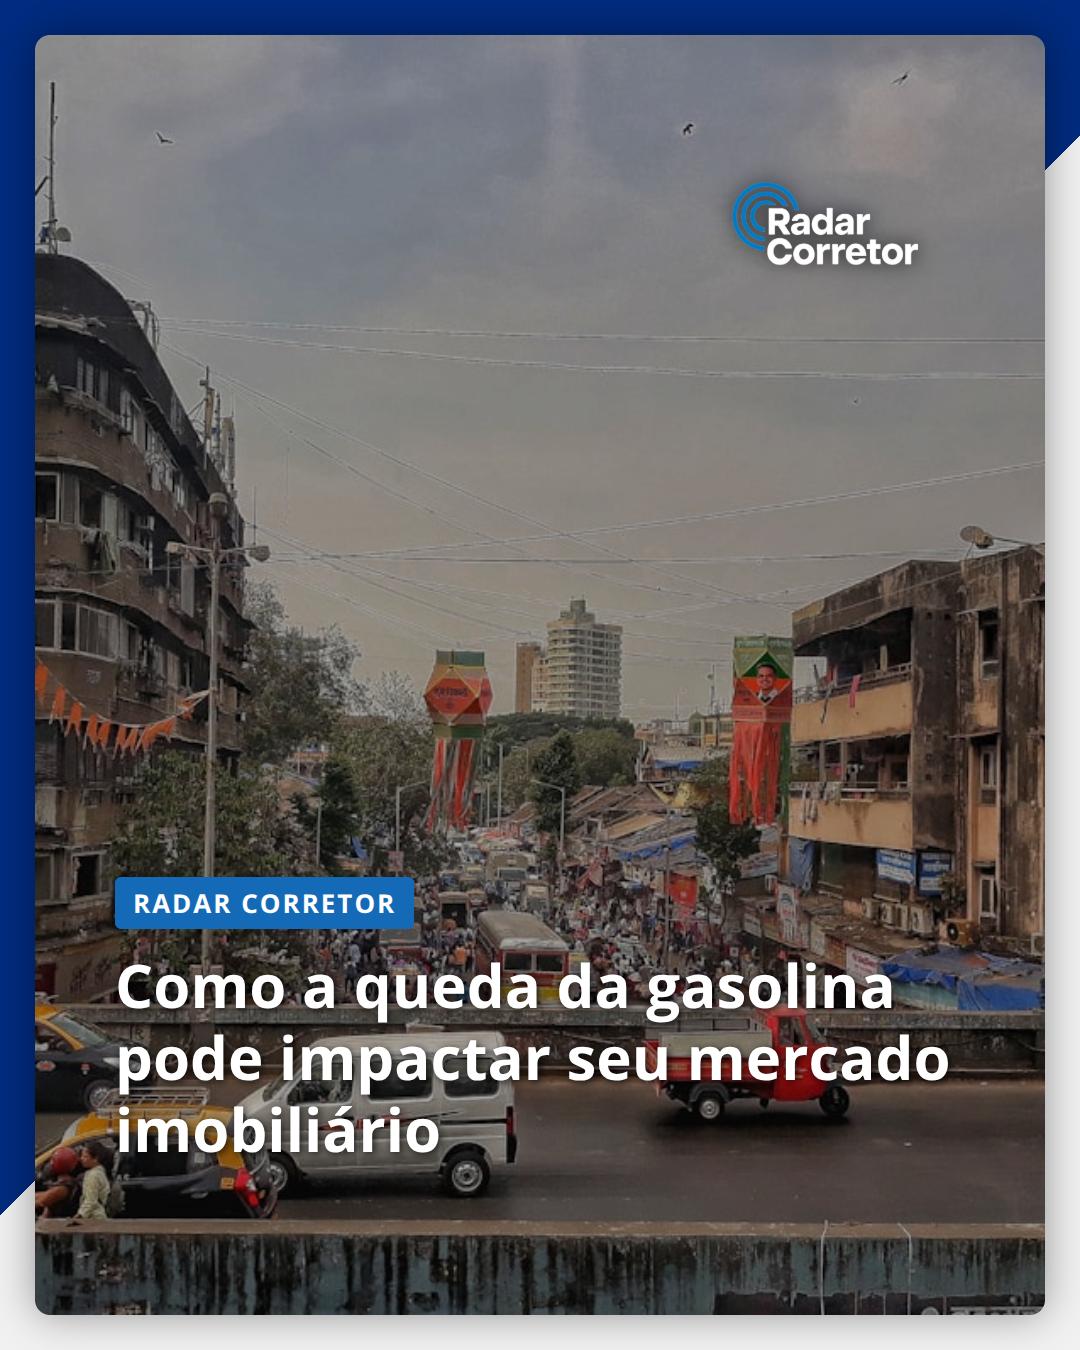 Radar
Corretor
RADAR CORRETOR
Como a queda da gasolina
pode impactar seu mercado
imobiliário